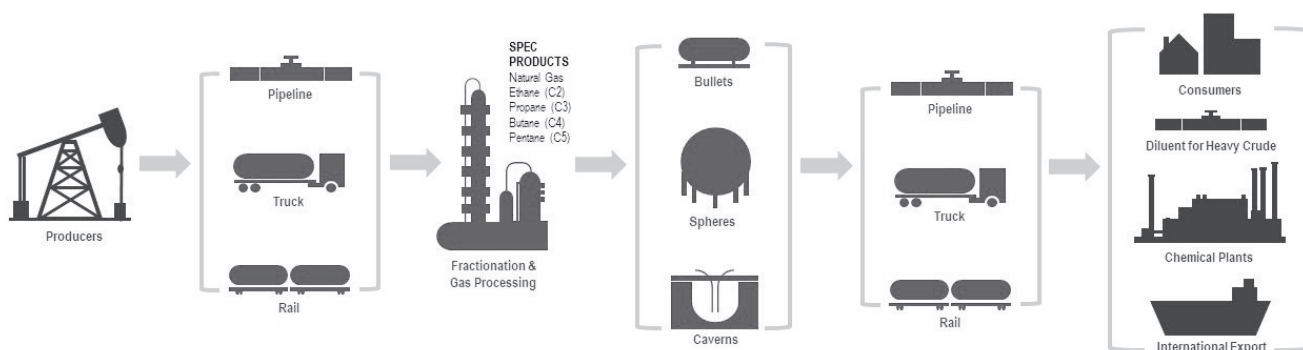 Producers
Pipeline
Truck
Rail
SPEC
PRODUCTS
Natural Gas
Ethane (C2)
Propane (C3)
Butane (C4)
Pentane (C5)
Fractionation &
Gas Processing
Bullets
Spheres
Caverns
Pipeline
Truck
Rail
Consumers
Diluent for Heavy Crude
Chemical Plants
International Export